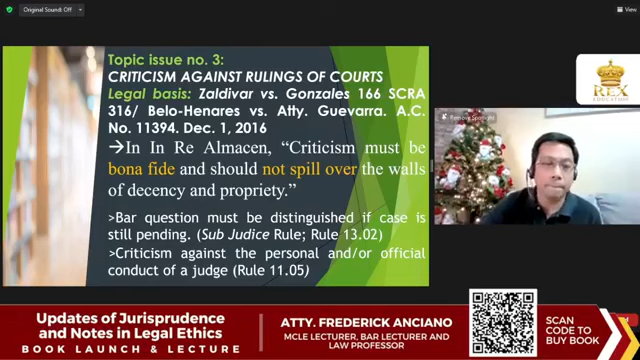 Original Sound: Off
View
Topic issue no. 3:
CRITICISM AGAINST RULINGS OF COURTS
Legal basis: Zaldivar vs. Gonzales 166 SCRA
316/ Belo-Henares vs. Atty. Guevarra. A.C.
No. 11394. Dec. 1, 2016
→In In Re Almacen, “Criticism must be
bona fide and should not spill over the walls
of decency and propriety.”
>Bar question must be distinguished if case is
still pending. (Sub Judice Rule; Rule 13.02)
>Criticism against the personal and/or official
conduct of a judge (Rule 11.05)
REX
EDUCATION
Remove Spotlight
Updates of Jurisprudence
and Notes in Legal Ethics
BOOK LAUNCH & LECTURE
ATTY. FREDERICK ANCIANO
MCLE LECTURER, BAR LECTURER AND
LAW PROFESSOR
SCAN
CODE TO
BUY BOOK